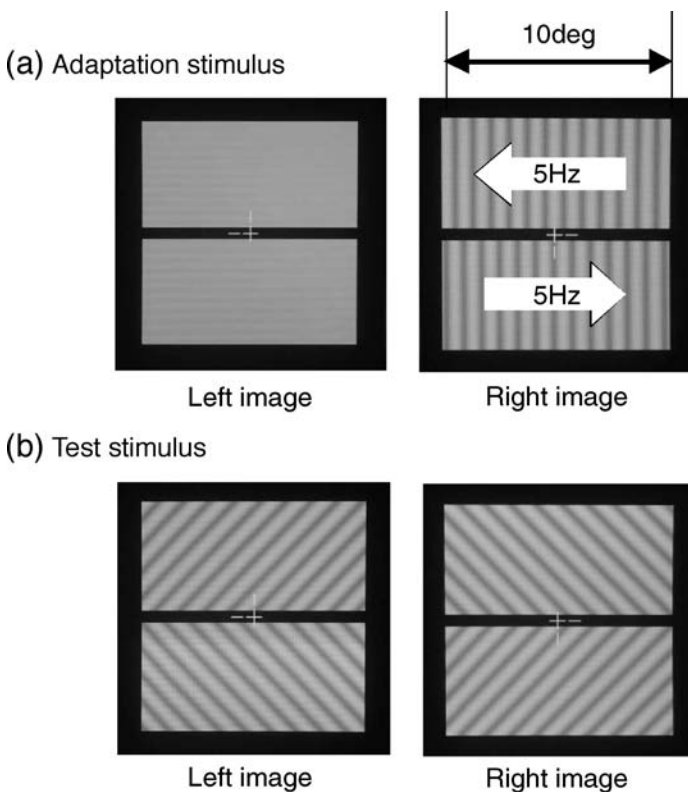 10deg
(a) Adaptation stimulus
5Hz
5Hz
Left image
Right image
(b) Test stimulus
Left image
Right image